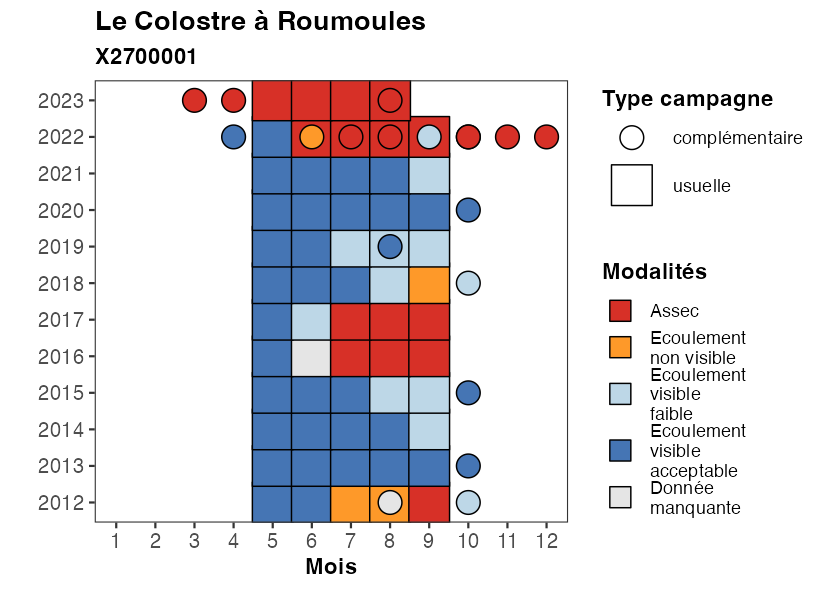 Le Colostre à Roumoules
X2700001
2023
2022
2021
2020
2019
2018
2017
2016
2015
2014
2013
2012
1 2 3 4 5 6 7 8 9 10 11 12
Mois
Type campagne
complémentaire
usuelle
Modalités
Assec
Ecoulement
non visible
Ecoulement
visible
faible
Ecoulement
visible
acceptable
Donnée
manquante